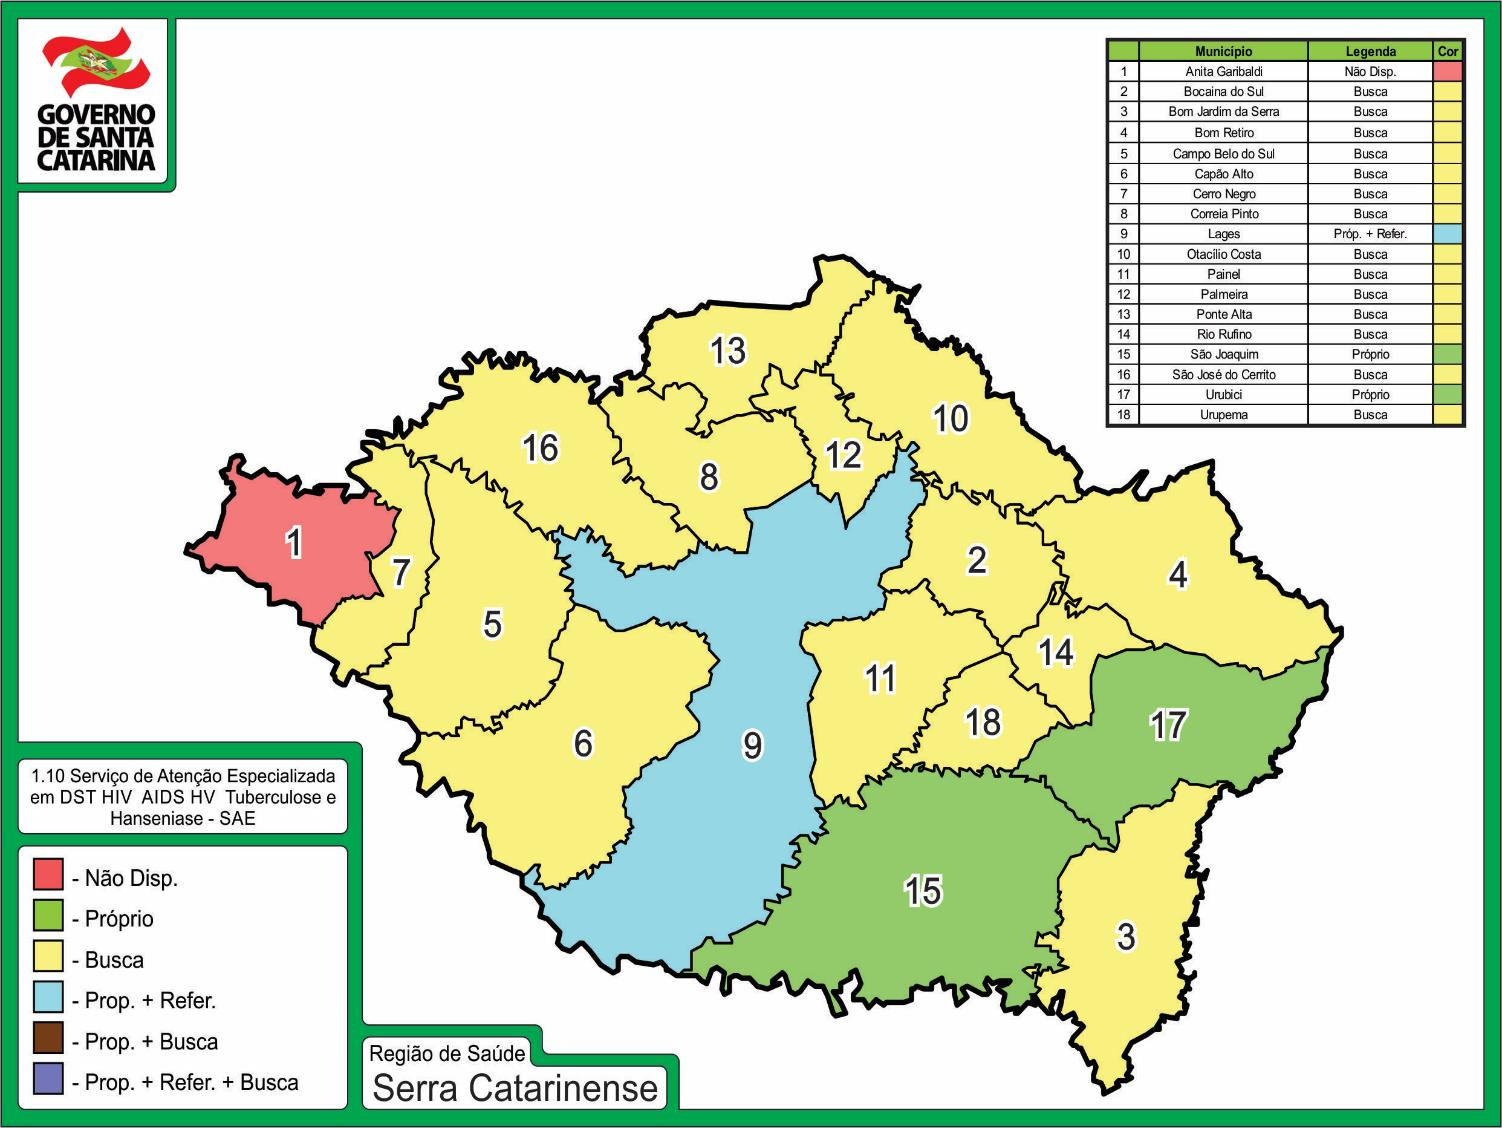 GOVERNO
DE SANTA
CATARINA
Município Legenda Cor
1 Anita Garibaldi Não Disp.
2 Bocaina do Sul Busca
3 Bom Jardim da Serra Busca
4 Bom Retiro Busca
5 Campo Belo do Sul Busca
6 Capão Alto Busca
7 Cerro Negro Busca
8 Correia Pinto Busca
9 Lages Próp. + Refer.
10 Otacílio Costa Busca
11 Painel Busca
12 Palmeira Busca
13 Ponte Alta Busca
14 Rio Rufino Busca
15 São Joaquim Próprio
16 São José do Cerrito Busca
17 Urubici Próprio
18 Urupema Busca
13
10
16
12
8
1
7
2
4
5
14
11
18
17
6
9
15
3
1.10 Serviço de Atenção Especializada
em DST HIV AIDS HV Tuberculose e
Hanseniase - SAE
- Não Disp.
- Próprio
- Busca
- Prop. + Refer.
- Prop. + Busca
- Prop. + Refer. + Busca
Região de Saúde
Serra Catarinense